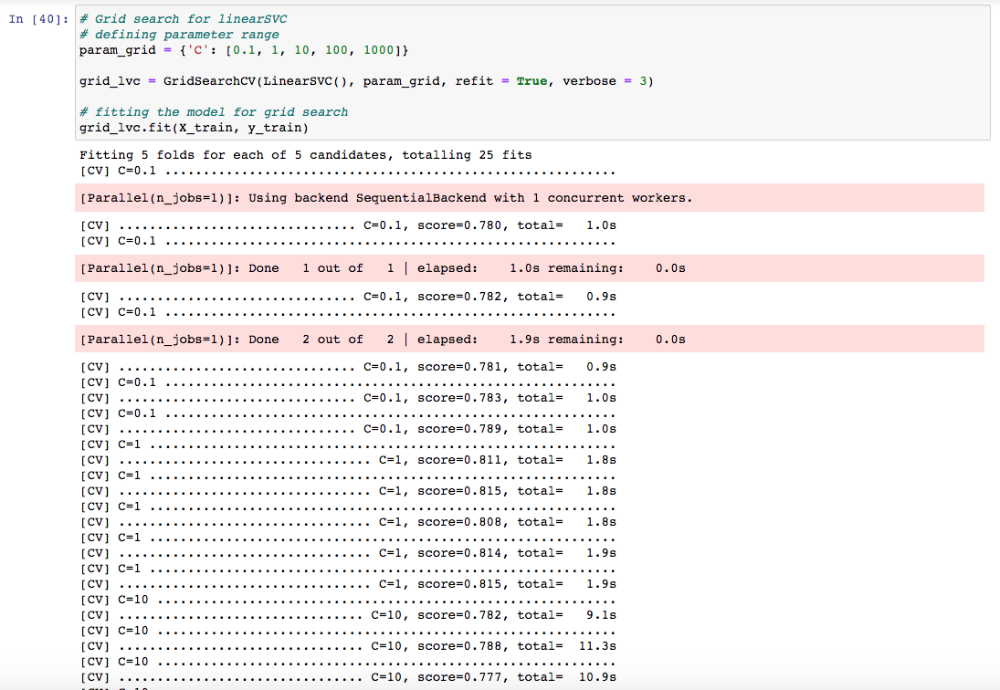 In [40]: # Grid search for linearSVC
# defining parameter range
param_grid = {'C': [0.1, 1, 10, 100, 1000]}
grid_lvc = GridSearchCV(LinearSVC(), param_grid, refit = True, verbose = 3)
# fitting the model for grid search
grid_lvc.fit(X_train, y_train)
Fitting 5 folds for each of 5 candidates, totalling 25 fits
[CV] C=0.1 ...........................................................
[Parallel(n_jobs=1)]: Using backend SequentialBackend with 1 concurrent workers.
[CV] ............................... C=0.1, score=0.780, total=   1.0s
[CV] C=0.1 ...........................................................
[Parallel(n_jobs=1)]: Done   1 out of   1 | elapsed:    1.0s remaining:    0.0s
[CV] ............................... C=0.1, score=0.782, total=   0.9s
[CV] C=0.1 ...........................................................
[Parallel(n_jobs=1)]: Done   2 out of   2 | elapsed:    1.9s remaining:    0.0s
[CV] ............................... C=0.1, score=0.781, total=   0.9s
[CV] C=0.1 ...........................................................
[CV] ............................... C=0.1, score=0.783, total=   1.0s
[CV] C=0.1 ...........................................................
[CV] ............................... C=0.1, score=0.789, total=   1.0s
[CV] C=1 .............................................................
[CV] ................................. C=1, score=0.811, total=   1.8s
[CV] C=1 .............................................................
[CV] ................................. C=1, score=0.815, total=   1.8s
[CV] C=1 .............................................................
[CV] ................................. C=1, score=0.808, total=   1.8s
[CV] C=1 .............................................................
[CV] ................................. C=1, score=0.814, total=   1.9s
[CV] C=1 .............................................................
[CV] ................................. C=1, score=0.815, total=   1.9s
[CV] C=10 ............................................................
[CV] ................................ C=10, score=0.782, total=   9.1s
[CV] C=10 ............................................................
[CV] ................................ C=10, score=0.788, total=  11.3s
[CV] C=10 ............................................................
[CV] ................................ C=10, score=0.777, total=  10.9s